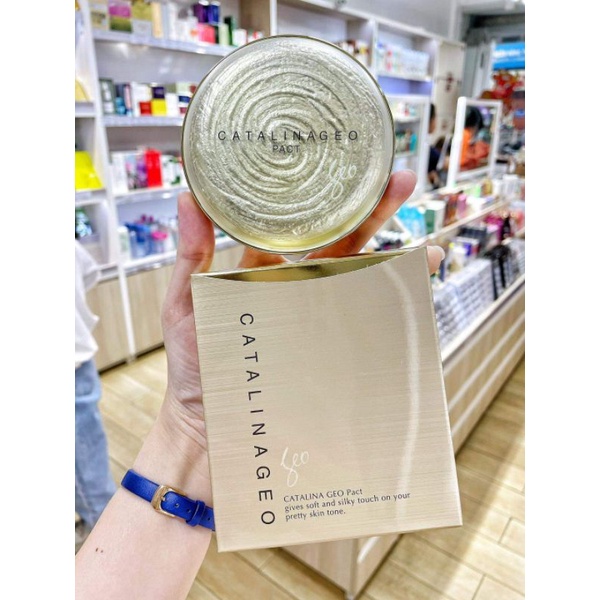 CATALINAGEO
PACT
Geo
CATALINAGEO
Geo
CATALINA GEO Pact
gives soft and silky touch on your
pretty skin tone.